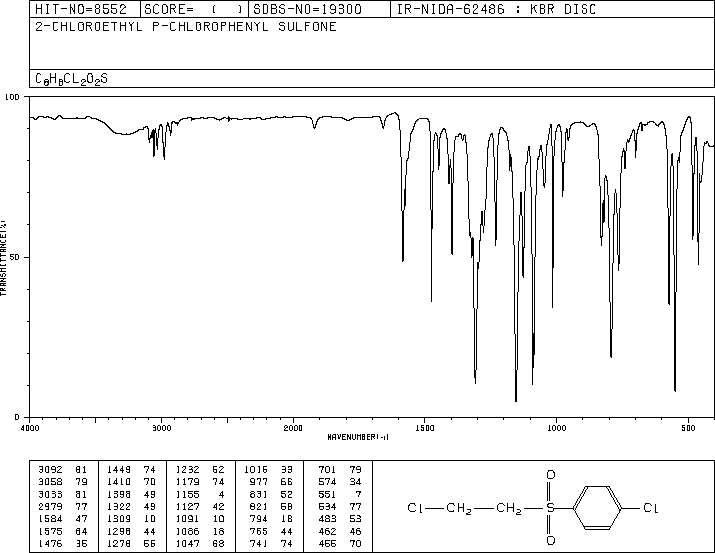 HIT-NO=8552 SCORE= ( ) SDBS-NO=19300 IR-NIDA-62486 : KBR DISC
2-CHLOROETHYL P-CHLOROPHENYL SULFONE
C8H8CL2O2S
100
50
0
TRANSMITTANCE(%)
4000 3000 2000 1500 1000 500
WAVENUMBER(-1)
3092 81 1449 74 1232 52 1016 33 701 79
3058 79 1410 70 1179 74 977 66 574 34
3033 81 1398 49 1155 4 831 52 551 7
2979 77 1322 49 1127 42 821 58 534 77
1584 47 1309 10 1091 10 794 18 483 53
1575 64 1298 44 1086 18 765 44 462 46
1476 35 1278 55 1047 68 741 74 455 70
O
Cl—CH2—CH2—S Cl
O